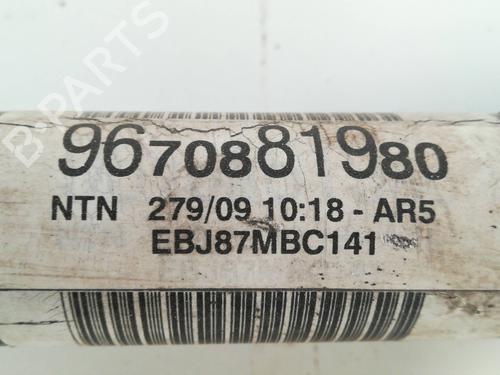 B-PARTS
9670881980
NTN 279/09 10:18 - AR5
EBJ87MBC141